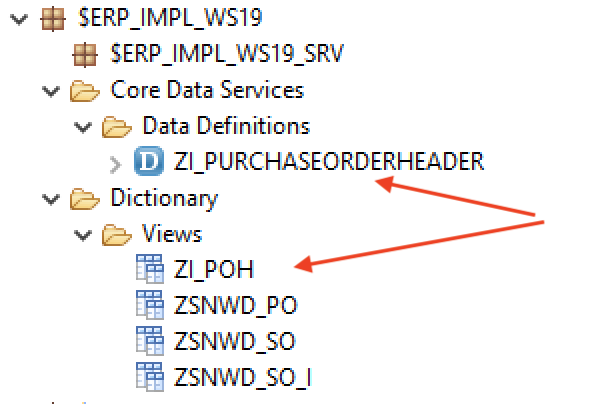 $ERP_IMPL_WS19
$ERP_IMPL_WS19_SRV
Core Data Services
Data Definitions
D ZI_PURCHASEORDERHEADER
Dictionary
Views
ZI_POH
ZSNWD_PO
ZSNWD_SO
ZSNWD_SO_I